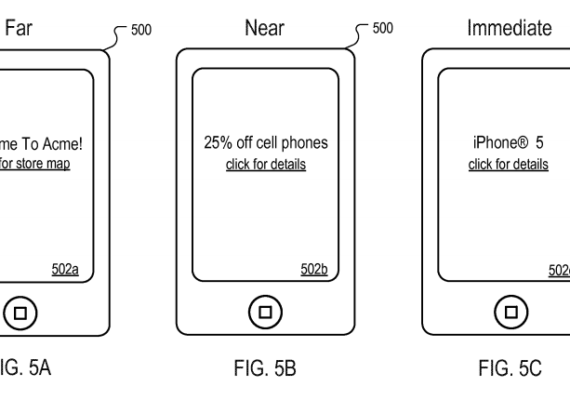 Far
500
me To Acme!
for store map
502a
IG. 5A
Near
500
25% off cell phones
click for details
502b
FIG. 5B
Immediate
iPhone® 5
click for details
502
FIG. 5C